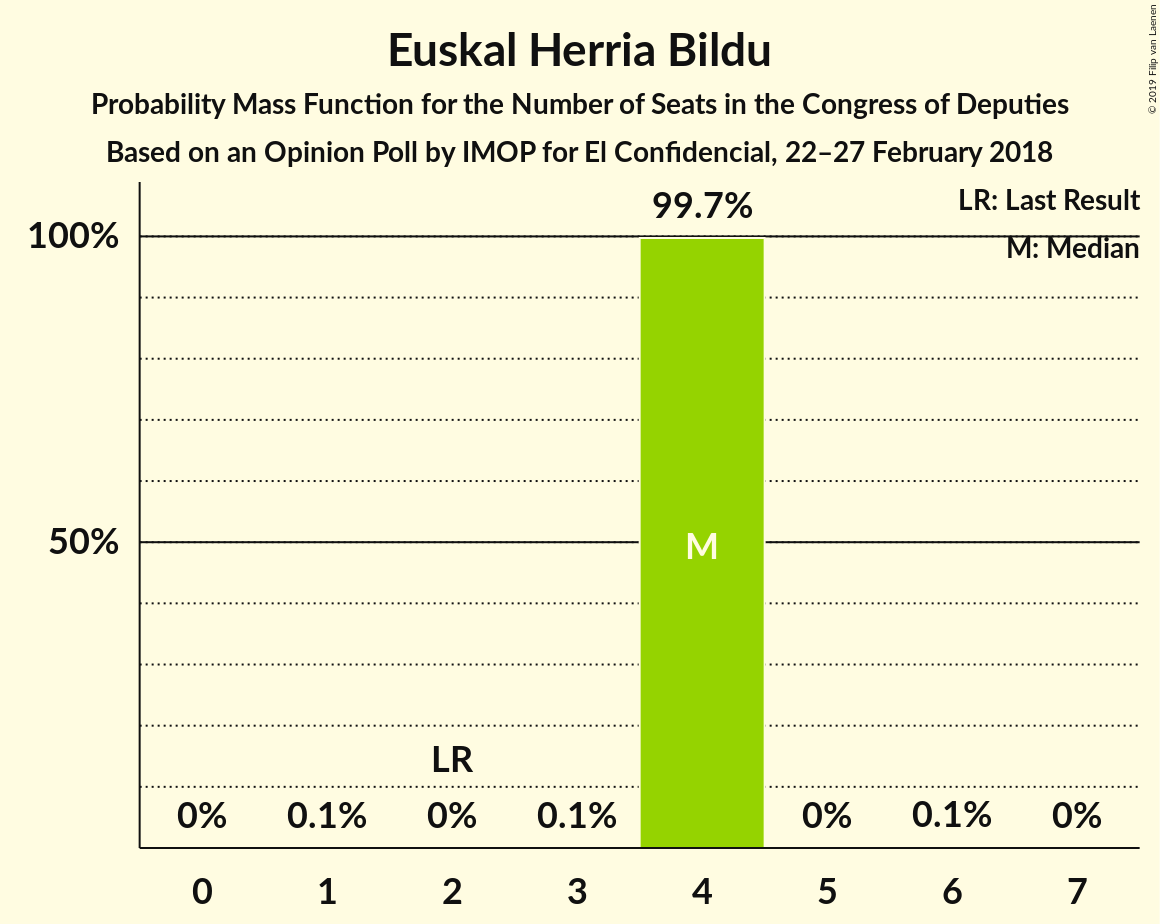 Euskal Herria Bildu
Probability Mass Function for the Number of Seats in the Congress of Deputies
Based on an Opinion Poll by IMOP for El Confidencial, 22–27 February 2018
© 2019 Filip van Laenen
LR: Last Result
M: Median
99.7%
100%
50%
M
LR
0% 0.1% 0% 0.1% 0% 0.1% 0%
0 1 2 3 4 5 6 7